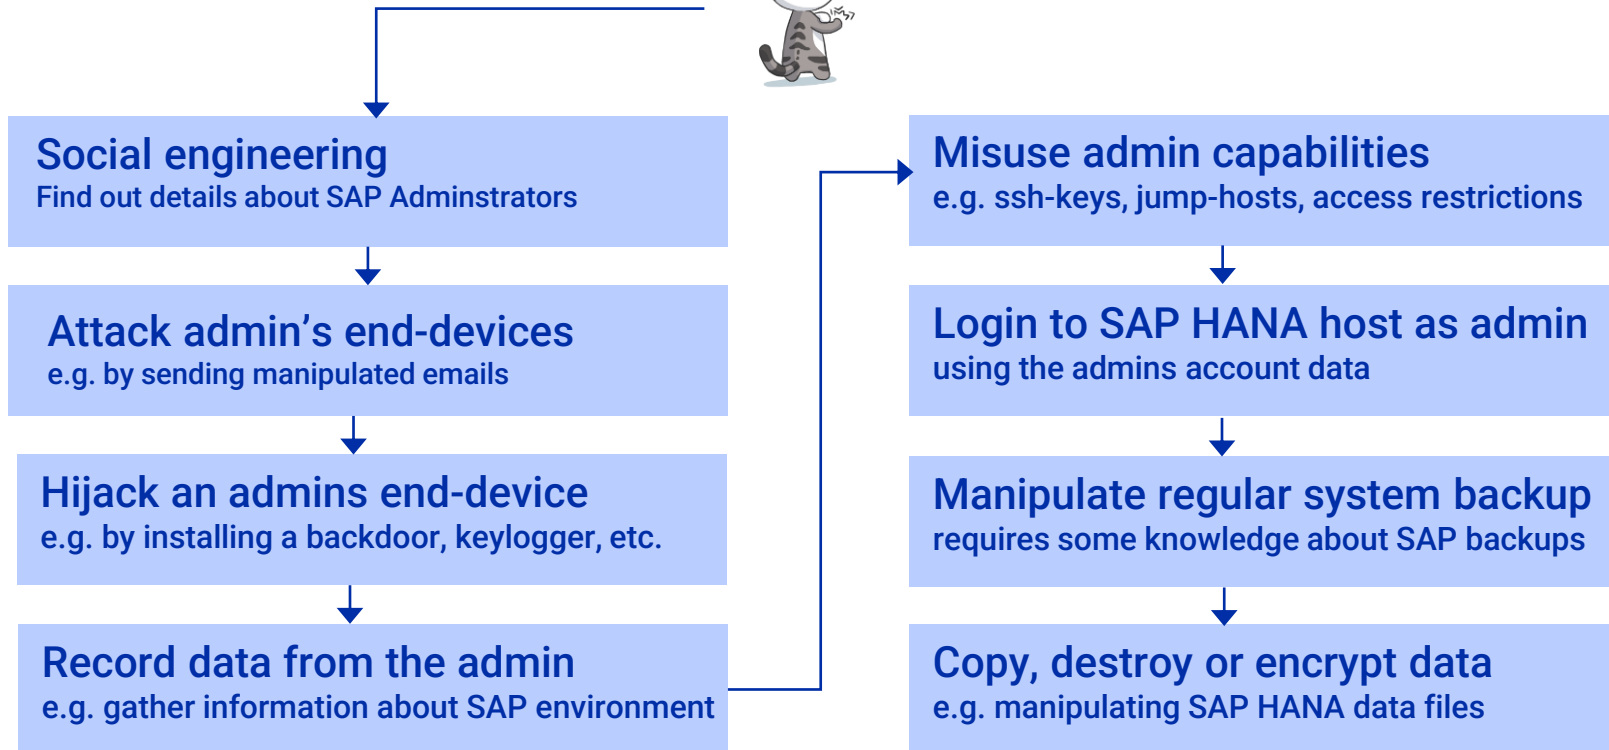 Social engineering
Find out details about SAP Adminstrators
Attack admin’s end-devices
e.g. by sending manipulated emails
Hijack an admins end-device
e.g. by installing a backdoor, keylogger, etc.
Record data from the admin
e.g. gather information about SAP environment
Misuse admin capabilities
e.g. ssh-keys, jump-hosts, access restrictions
Login to SAP HANA host as admin
using the admins account data
Manipulate regular system backup
requires some knowledge about SAP backups
Copy, destroy or encrypt data
e.g. manipulating SAP HANA data files